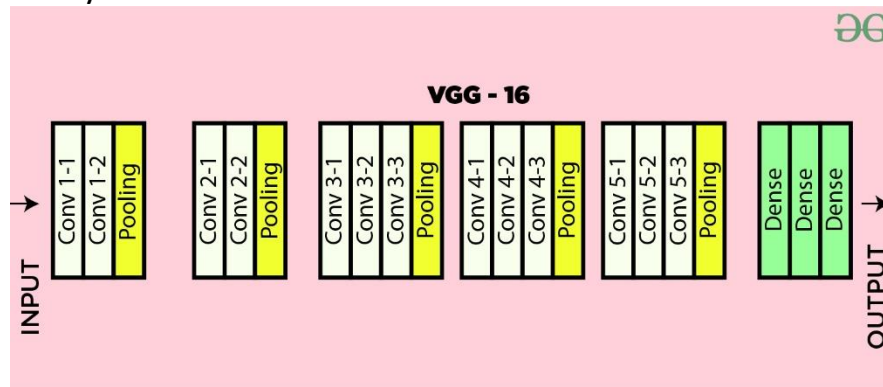 VGG - 16
INPUT
Conv 1-1
Conv 1-2
Pooling
Conv 2-1
Conv 2-2
Pooling
Conv 3-1
Conv 3-2
Conv 3-3
Pooling
Conv 4-1
Conv 4-2
Conv 4-3
Pooling
Conv 5-1
Conv 5-2
Conv 5-3
Pooling
Dense
Dense
Dense
OUTPUT